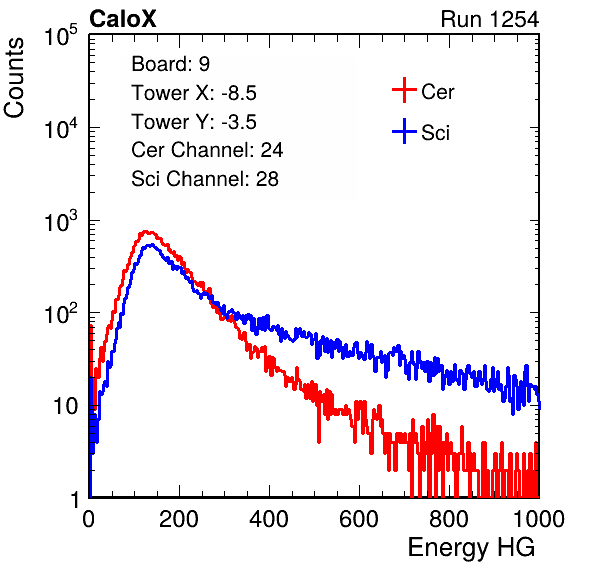 CaloX Run 1254
Counts
Board: 9
Tower X: -8.5
Tower Y: -3.5
Cer Channel: 24
Sci Channel: 28
Cer
Sci
10^5
10^4
10^3
10^2
10
1
0 200 400 600 800 1000
Energy HG